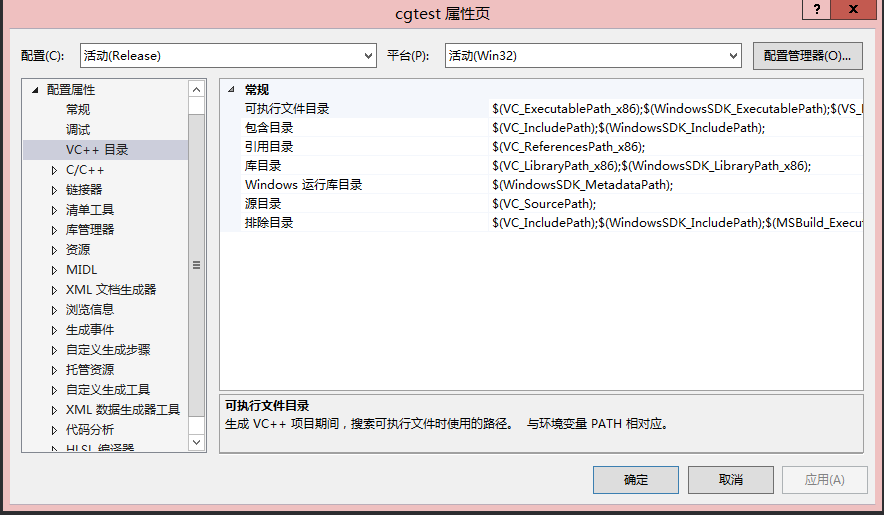 cgtest 属性页
? x
配置(C): 活动(Release) 平台(P): 活动(Win32) 配置管理器(O)...
配置属性
常规
调试
VC++ 目录
C/C++
链接器
清单工具
库管理器
资源
MIDL
XML 文档生成器
浏览信息
生成事件
自定义生成步骤
托管资源
自定义生成工具
XML 数据生成器工具
代码分析
HLSL 编译器
常规
可执行文件目录 $(VC_ExecutablePath_x86);$(WindowsSDK_ExecutablePath);$(VS_
包含目录 $(VC_IncludePath);$(WindowsSDK_IncludePath);
引用目录 $(VC_ReferencesPath_x86);
库目录 $(VC_LibraryPath_x86);$(WindowsSDK_LibraryPath_x86);
Windows 运行库目录 $(WindowsSDK_MetadataPath);
源目录 $(VC_SourcePath);
排除目录 $(VC_IncludePath);$(WindowsSDK_IncludePath);$(MSBuild_Execu
可执行文件目录
生成 VC++ 项目期间，搜索可执行文件时使用的路径。 与环境变量 PATH 相对应。
确定 取消 应用(A)